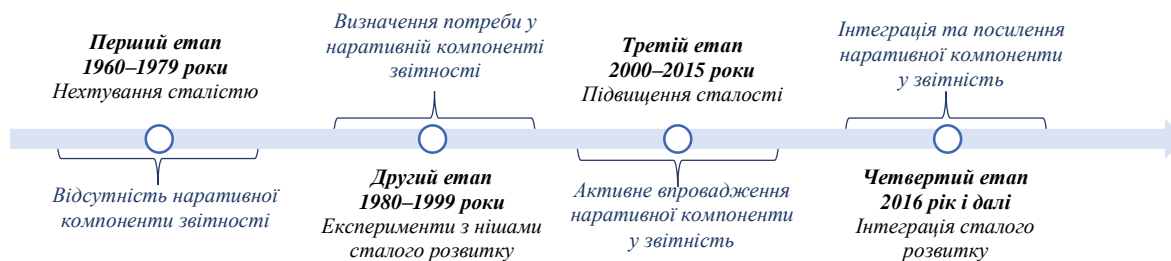 Перший етап
1960–1979 роки
Нехтування сталістю
Відсутність наративної
компоненти звітності
Визначення потреби у
наративній компоненті
звітності
Другий етап
1980–1999 роки
Експерименти з нішами
сталого розвитку
Третій етап
2000–2015 роки
Підвищення сталості
Активне впровадження
наративної компоненти
у звітність
Інтеграція та посилення
наративної компоненти
у звітність
Четвертий етап
2016 рік і далі
Інтеграція сталого
розвитку